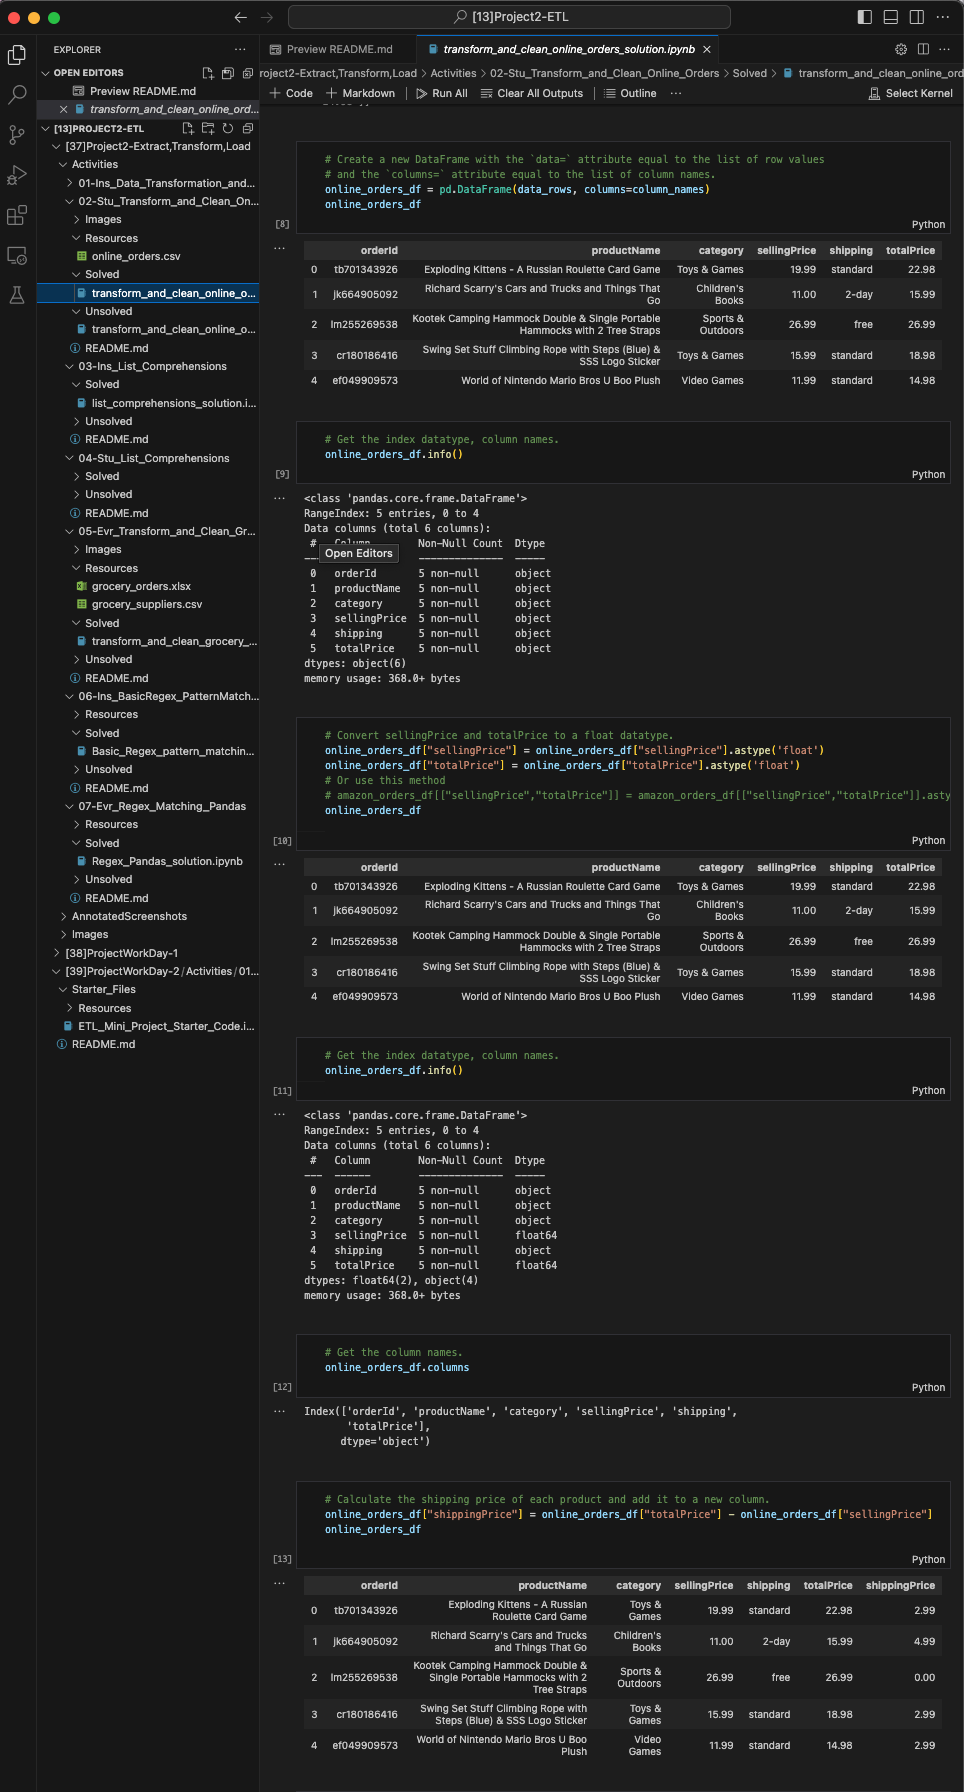 [13]Project2-ETL
EXPLORER
OPEN EDITORS
Preview README.md
transform_and_clean_online_ord...
[13]PROJECT2-ETL
[37]Project2-Extract,Transform,Load
Activities
01-Ins_Data_Transformation_and...
02-Stu_Transform_and_Clean_On...
Images
Resources
online_orders.csv
Solved
transform_and_clean_online_o...
Unsolved
transform_and_clean_online_o...
README.md
03-Ins_List_Comprehensions
Solved
list_comprehensions_solution.i...
Unsolved
README.md
04-Stu_List_Comprehensions
Solved
Unsolved
README.md
05-Evr_Transform_and_Clean_Gr...
Images
Resources
grocery_orders.xlsx
grocery_suppliers.csv
Solved
transform_and_clean_grocery_...
Unsolved
README.md
06-Ins_BasicRegex_PatternMatch...
Resources
Solved
Basic_Regex_pattern_matchin...
Unsolved
README.md
07-Evr_Regex_Matching_Pandas
Resources
Solved
Regex_Pandas_solution.ipynb
Unsolved
README.md
AnnotatedScreenshots
Images
[38]ProjectWorkDay-1
[39]ProjectWorkDay-2/Activities/01...
Starter_Files
Resources
ETL_Mini_Project_Starter_Code.i...
README.md
Preview README.md
transform_and_clean_online_orders_solution.ipynb
roject2-Extract,Transform,Load > Activities > 02-Stu_Transform_and_Clean_Online_Orders > Solved > transform_and_clean_online_ord
+ Code + Markdown Run All Clear All Outputs Outline ... Select Kernel
# Create a new DataFrame with the `data=` attribute equal to the list of row values
# and the `columns=` attribute equal to the list of column names.
online_orders_df = pd.DataFrame(data_rows, columns=column_names)
online_orders_df
[8] Python
orderId productName category sellingPrice shipping totalPrice
0 tb701343926 Exploding Kittens - A Russian Roulette Card Game Toys & Games 19.99 standard 22.98
1 jk664905092 Richard Scarry's Cars and Trucks and Things That Go Children's Books 11.00 2-day 15.99
2 lm255269538 Kootek Camping Hammock Double & Single Portable Hammocks with 2 Tree Straps Sports & Outdoors 26.99 free 26.99
3 cr180186416 Swing Set Stuff Climbing Rope with Steps (Blue) & SSS Logo Sticker Toys & Games 15.99 standard 18.98
4 ef049909573 World of Nintendo Mario Bros U Boo Plush Video Games 11.99 standard 14.98
# Get the index datatype, column names.
online_orders_df.info()
[9] Python
<class 'pandas.core.frame.DataFrame'>
RangeIndex: 5 entries, 0 to 4
Data columns (total 6 columns):
# Column Non-Null Count Dtype
Open Editors
--- -------------- -----
0 orderId 5 non-null object
1 productName 5 non-null object
2 category 5 non-null object
3 sellingPrice 5 non-null object
4 shipping 5 non-null object
5 totalPrice 5 non-null object
dtypes: object(6)
memory usage: 368.0+ bytes
# Convert sellingPrice and totalPrice to a float datatype.
online_orders_df["sellingPrice"] = online_orders_df["sellingPrice"].astype('float')
online_orders_df["totalPrice"] = online_orders_df["totalPrice"].astype('float')
# Or use this method
# amazon_orders_df[["sellingPrice","totalPrice"]] = amazon_orders_df[["sellingPrice","totalPrice"]].asty
online_orders_df
[10] Python
orderId productName category sellingPrice shipping totalPrice
0 tb701343926 Exploding Kittens - A Russian Roulette Card Game Toys & Games 19.99 standard 22.98
1 jk664905092 Richard Scarry's Cars and Trucks and Things That Go Children's Books 11.00 2-day 15.99
2 lm255269538 Kootek Camping Hammock Double & Single Portable Hammocks with 2 Tree Straps Sports & Outdoors 26.99 free 26.99
3 cr180186416 Swing Set Stuff Climbing Rope with Steps (Blue) & SSS Logo Sticker Toys & Games 15.99 standard 18.98
4 ef049909573 World of Nintendo Mario Bros U Boo Plush Video Games 11.99 standard 14.98
# Get the index datatype, column names.
online_orders_df.info()
[11] Python
<class 'pandas.core.frame.DataFrame'>
RangeIndex: 5 entries, 0 to 4
Data columns (total 6 columns):
# Column Non-Null Count Dtype
--- ------ -------------- -----
0 orderId 5 non-null object
1 productName 5 non-null object
2 category 5 non-null object
3 sellingPrice 5 non-null float64
4 shipping 5 non-null object
5 totalPrice 5 non-null float64
dtypes: float64(2), object(4)
memory usage: 368.0+ bytes
# Get the column names.
online_orders_df.columns
[12] Python
Index(['orderId', 'productName', 'category', 'sellingPrice', 'shipping',
'totalPrice'],
dtype='object')
# Calculate the shipping price of each product and add it to a new column.
online_orders_df["shippingPrice"] = online_orders_df["totalPrice"] - online_orders_df["sellingPrice"]
online_orders_df
[13] Python
orderId productName category sellingPrice shipping totalPrice shippingPrice
0 tb701343926 Exploding Kittens - A Russian Roulette Card Game Toys & Games 19.99 standard 22.98 2.99
1 jk664905092 Richard Scarry's Cars and Trucks and Things That Go Children's Books 11.00 2-day 15.99 4.99
2 lm255269538 Kootek Camping Hammock Double & Single Portable Hammocks with 2 Tree Straps Sports & Outdoors 26.99 free 26.99 0.00
3 cr180186416 Swing Set Stuff Climbing Rope with Steps (Blue) & SSS Logo Sticker Toys & Games 15.99 standard 18.98 2.99
4 ef049909573 World of Nintendo Mario Bros U Boo Plush Video Games 11.99 standard 14.98 2.99